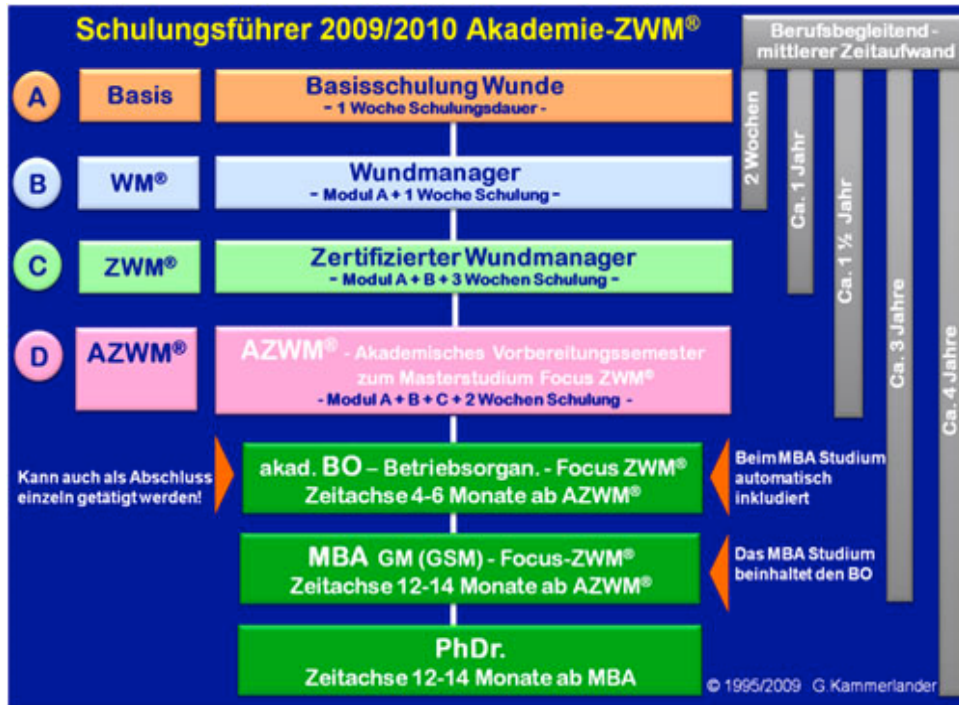 Schulungsführer 2009/2010 Akademie-ZWM®
Berufsbegleitend -
mittlerer Zeitaufwand
A
Basis
Basisschulung Wunde
- 1 Woche Schulungsdauer -
B
WM®
Wundmanager
- Modul A + 1 Woche Schulung -
C
ZWM®
Zertifizierter Wundmanager
- Modul A + B + 3 Wochen Schulung -
D
AZWM®
AZWM® - Akademisches Vorbereitungssemester
zum Masterstudium Focus ZWM®
- Modul A + B + C + 2 Wochen Schulung -
2 Wochen
Ca. 1 Jahr
Ca. 1 ½ Jahr
Ca. 3 Jahre
Ca. 4 Jahre
Kann auch als Abschluss
einzeln getätigt werden!
akad. BO – Betriebsorgan. - Focus ZWM®
Zeitachse 4-6 Monate ab AZWM®
Beim MBA Studium
automatisch
inkludiert
MBA GM (GSM) - Focus-ZWM®
Zeitachse 12-14 Monate ab AZWM®
Das MBA Studium
beinhaltet den BO
PhDr.
Zeitachse 12-14 Monate ab MBA
© 1995/2009 G.Kammerlander